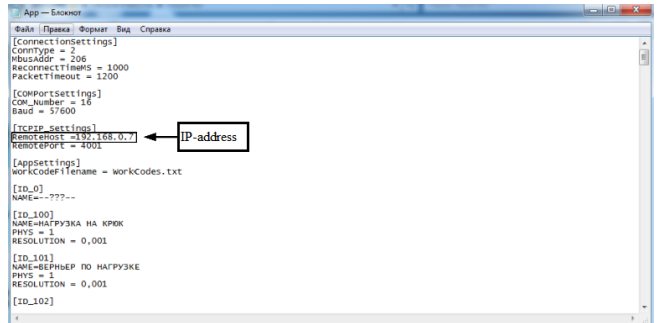 App — Блокнот
Файл Правка Формат Вид Справка
[ConnectionSettings]
ConnType = 2
MbusAddr = 206
ReconnectTimeMS = 1000
PacketTimeout = 1200
[COMPortSettings]
COM_Number = 16
Baud = 57600
[TCPIP_Settings]
RemoteHost =192.168.0.7
IP-address
RemotePort = 4001
[AppSettings]
WorkCodeFilename = WorkCodes.txt
[ID_0]
NAME=--???--
[ID_100]
NAME=НАГРУЗКА НА КРЮК
PHYS = 1
RESOLUTION = 0,001
[ID_101]
NAME=ВЕРНЬЕР ПО НАГРУЗКЕ
PHYS = 1
RESOLUTION = 0,001
[ID_102]